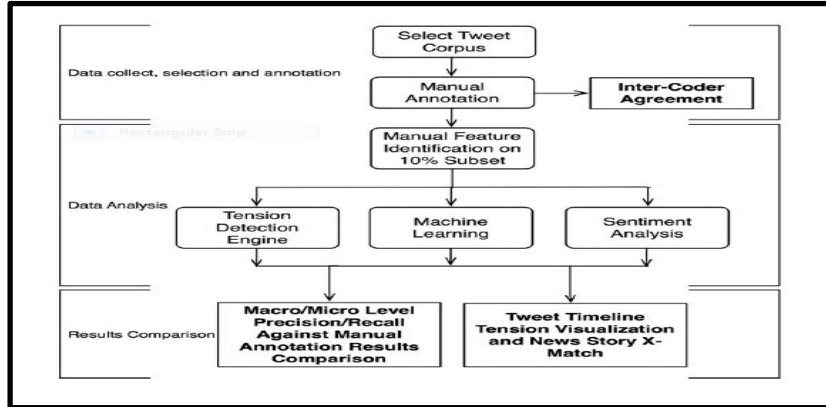 Select Tweet
Corpus
Data collect, selection and annotation
Manual
Annotation
Inter-Coder
Agreement
Rectangular Snip
Manual Feature
Identification on
10% Subset
Data Analysis
Tension
Detection
Engine
Machine
Learning
Sentiment
Analysis
Results Comparison
Macro/Micro Level
Precision/Recall
Against Manual
Annotation Results
Comparison
Tweet Timeline
Tension Visualization
and News Story X-
Match